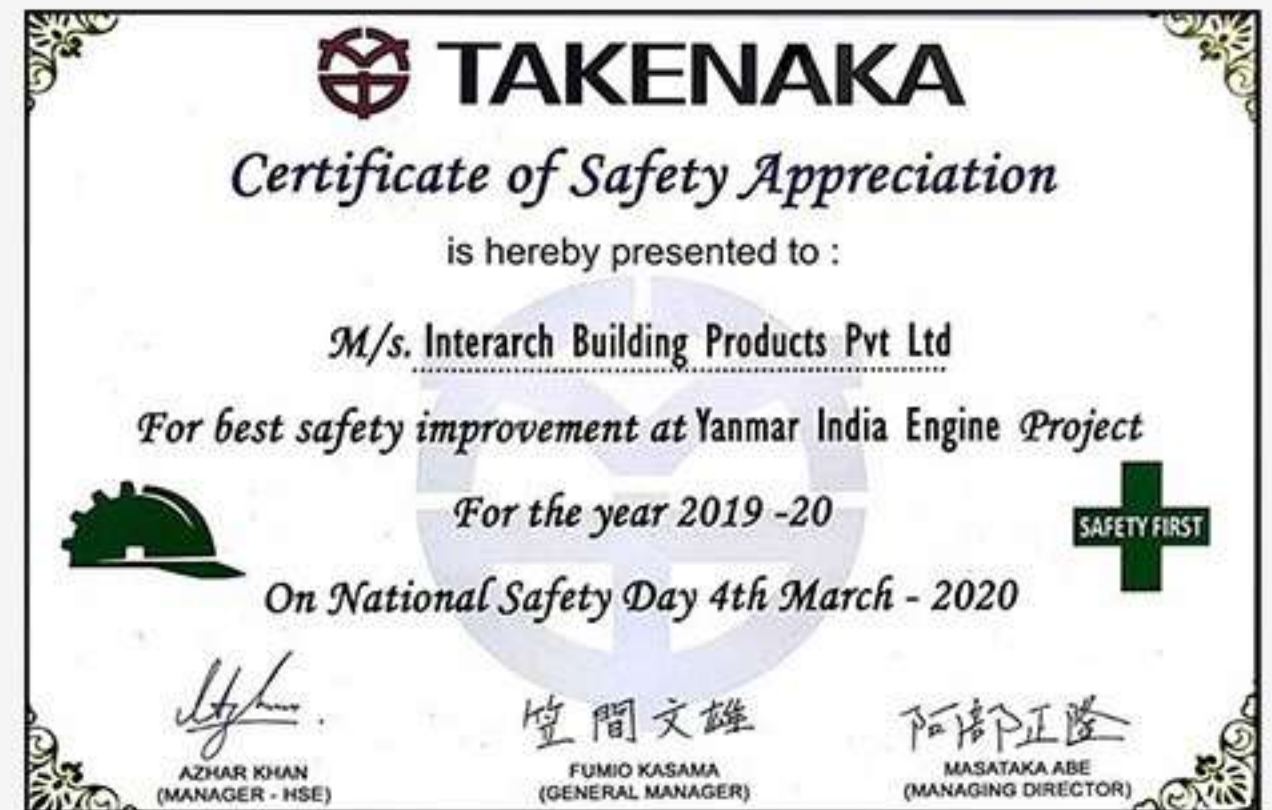 TAKENAKA
Certificate of Safety Appreciation
is hereby presented to :
M/s. Interarch Building Products Pvt Ltd
For best safety improvement at Yanmar India Engine Project
For the year 2019 -20
SAFETY FIRST
On National Safety Day 4th March - 2020
笠間文雄
阿部正隆
AZHAR KHAN
(MANAGER - HSE)
FUMIO KASAMA
(GENERAL MANAGER)
MASATAKA ABE
(MANAGING DIRECTOR)